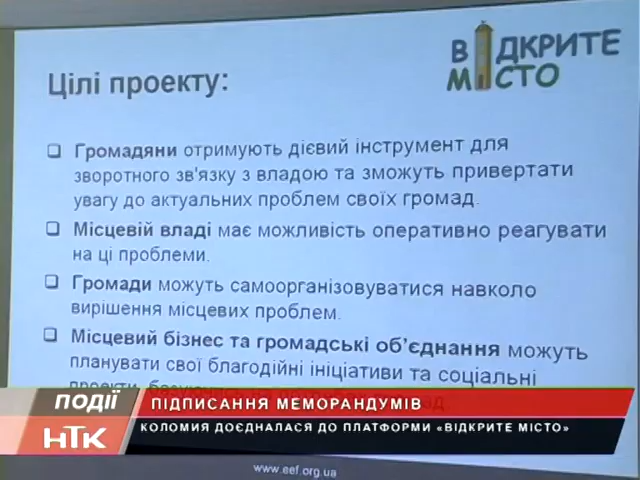 ВІДКРИТЕ
МІСТО
Цілі проекту:
Громадяни отримують дієвий інструмент для
зворотного зв'язку з владою та зможуть привертати
увагу до актуальних проблем своїх громад.
Місцевій владі має можливість оперативно реагувати
на ці проблеми.
Громади можуть самоорганізовуватися навколо
вирішення місцевих проблем.
Місцевий бізнес та громадські об'єднання можуть
планувати свої благодійні ініціативи та соціальні
ПОДІЇ
НТК
ПІДПИСАННЯ МЕМОРАНДУМІВ
КОЛОМИЯ ДОЄДНАЛАСЯ ДО ПЛАТФОРМИ «ВІДКРИТЕ МІСТО»
www.eef.org.ua